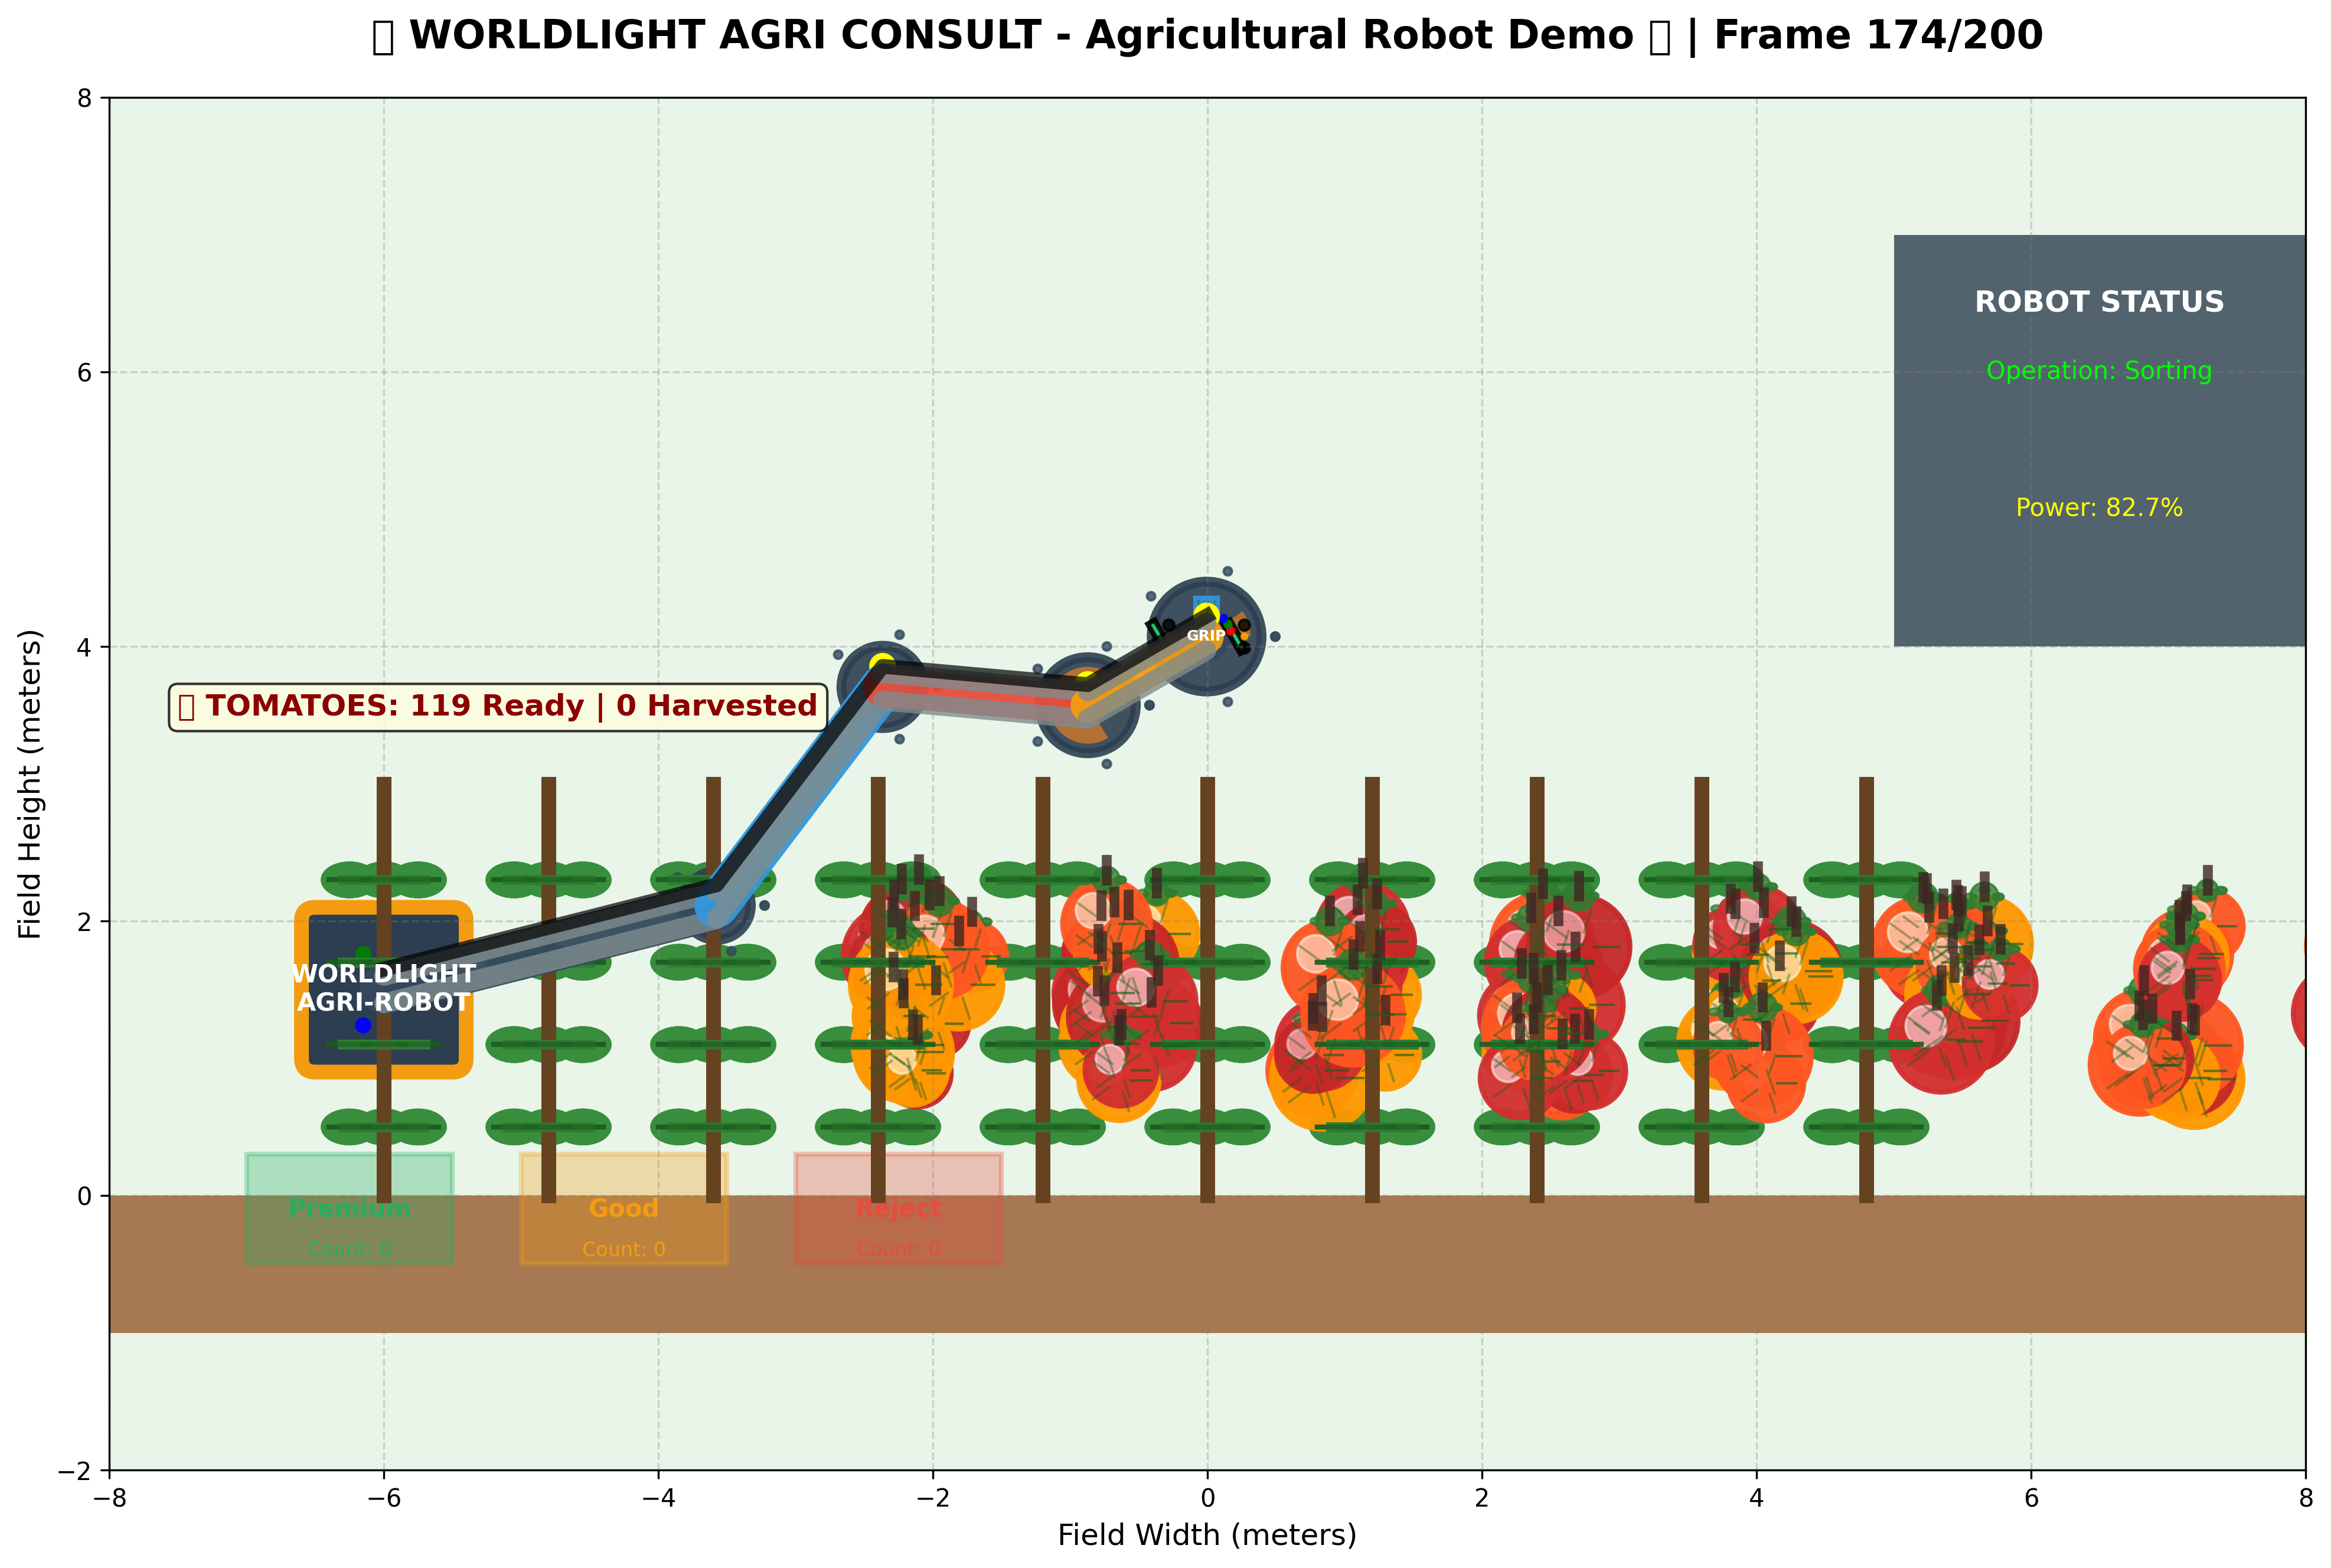 ▯ WORLDLIGHT AGRI CONSULT - Agricultural Robot Demo ▯ | Frame 174/200
8
ROBOT STATUS
6
Operation: Sorting
Power: 82.7%
GRIP
4
▯ TOMATOES: 119 Ready | 0 Harvested
Field Height (meters)
2
WORLDLIGHT
AGRI-ROBOT
0
Premium Good Reject
Count: 0 Count: 0 Count: 0
−2
−8 −6 −4 −2 0 2 4 6 8
Field Width (meters)